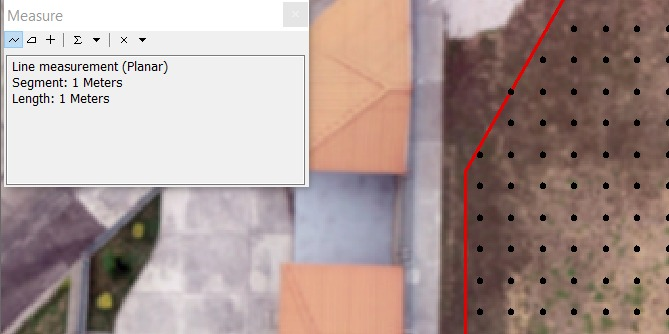 Measure
Line measurement (Planar)
Segment: 1 Meters
Length: 1 Meters